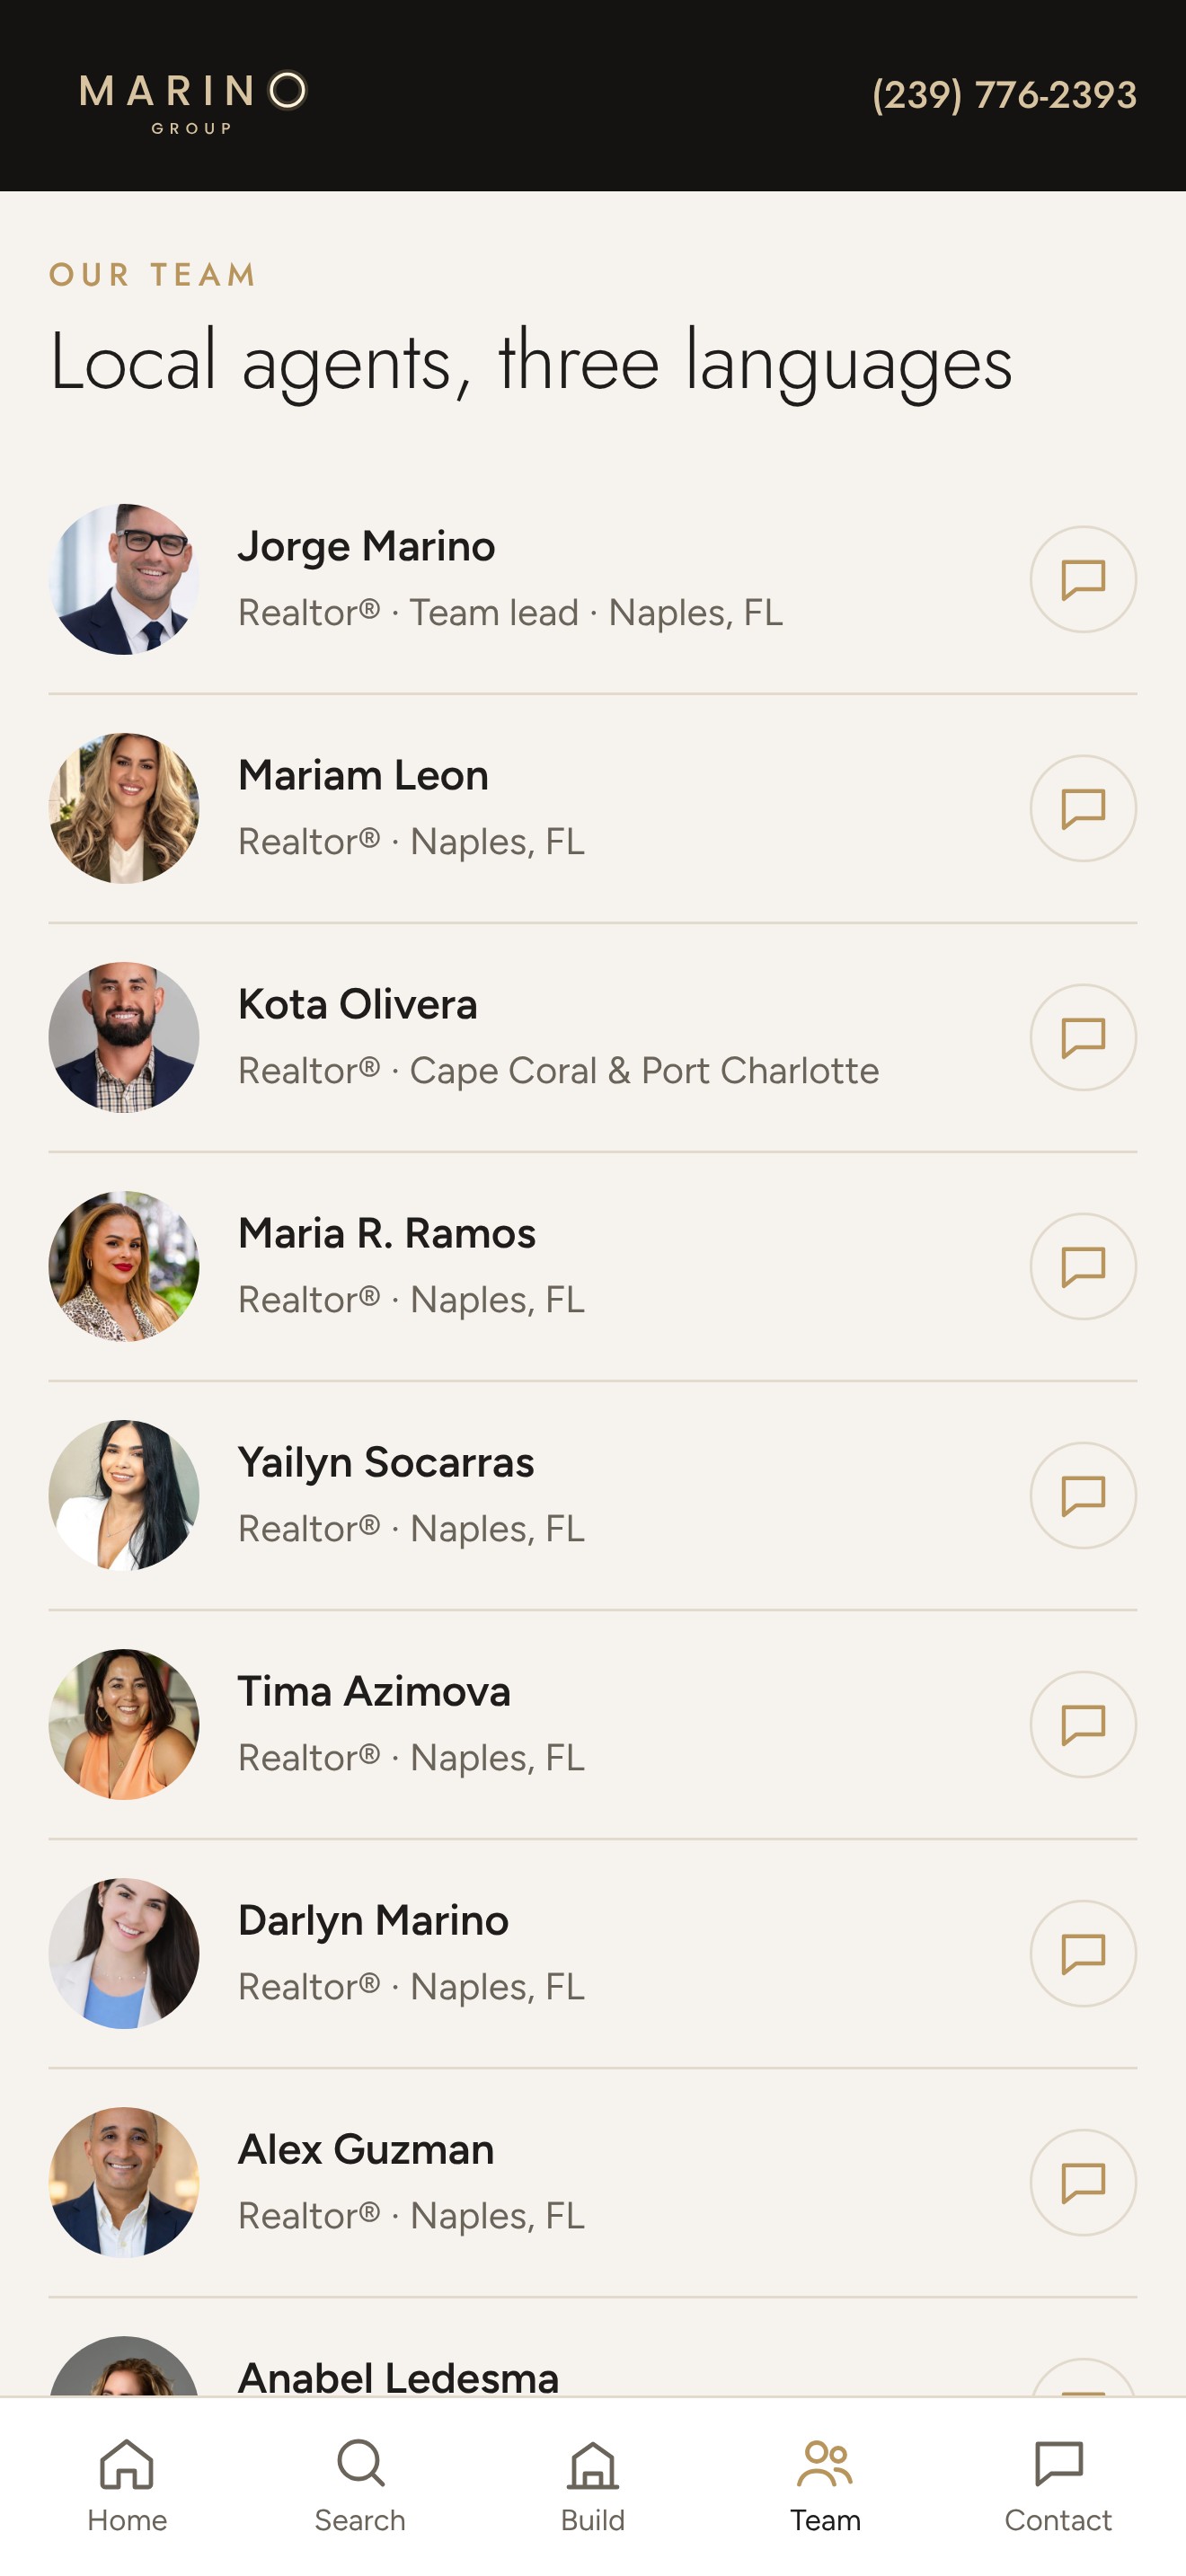 MARINO
GROUP
(239) 776-2393
OUR TEAM
Local agents, three languages
Jorge Marino
Realtor® · Team lead · Naples, FL
Mariam Leon
Realtor® · Naples, FL
Kota Olivera
Realtor® · Cape Coral & Port Charlotte
Maria R. Ramos
Realtor® · Naples, FL
Yailyn Socarras
Realtor® · Naples, FL
Tima Azimova
Realtor® · Naples, FL
Darlyn Marino
Realtor® · Naples, FL
Alex Guzman
Realtor® · Naples, FL
Anabel Ledesma
Home
Search
Build
Team
Contact